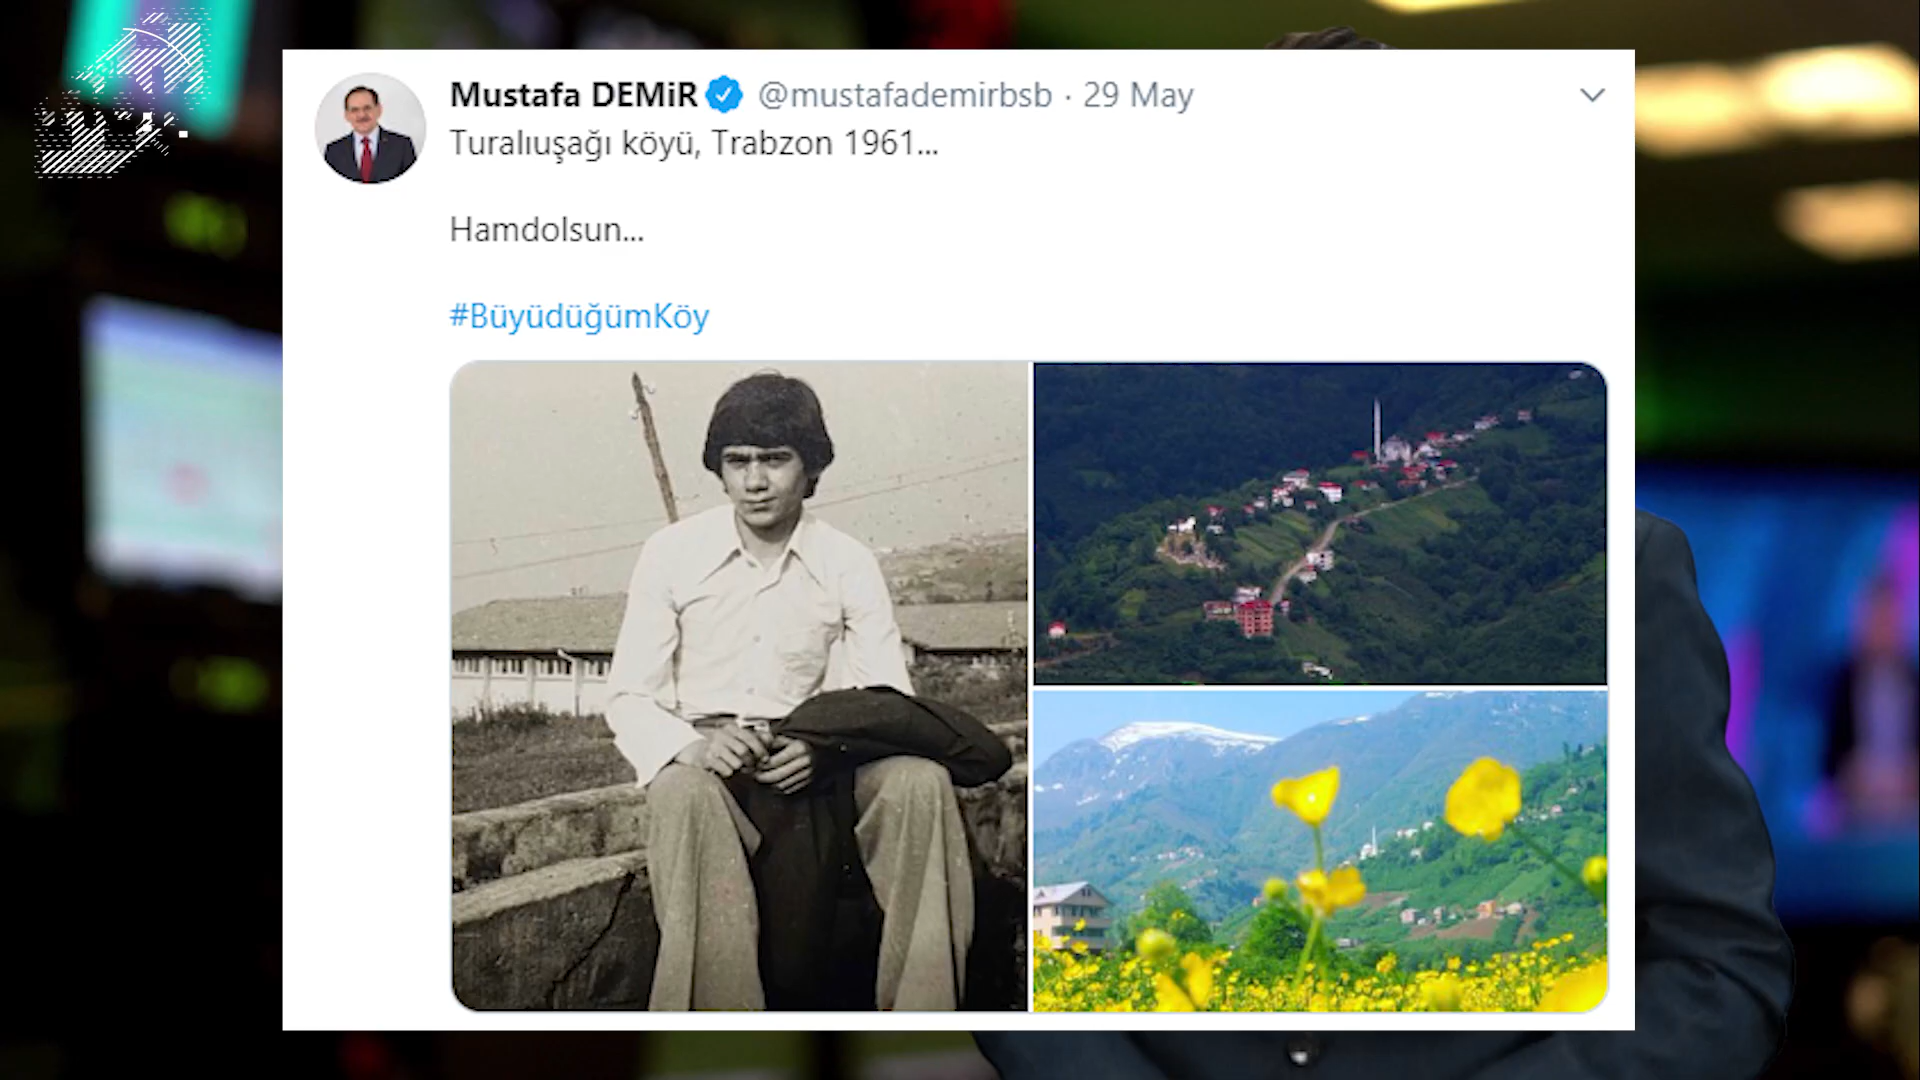 Mustafa DEMiR @mustafademirbsb · 29 May
Turalıuşağı köyü, Trabzon 1961...
Hamdolsun...
#BüyüdüğümKöy